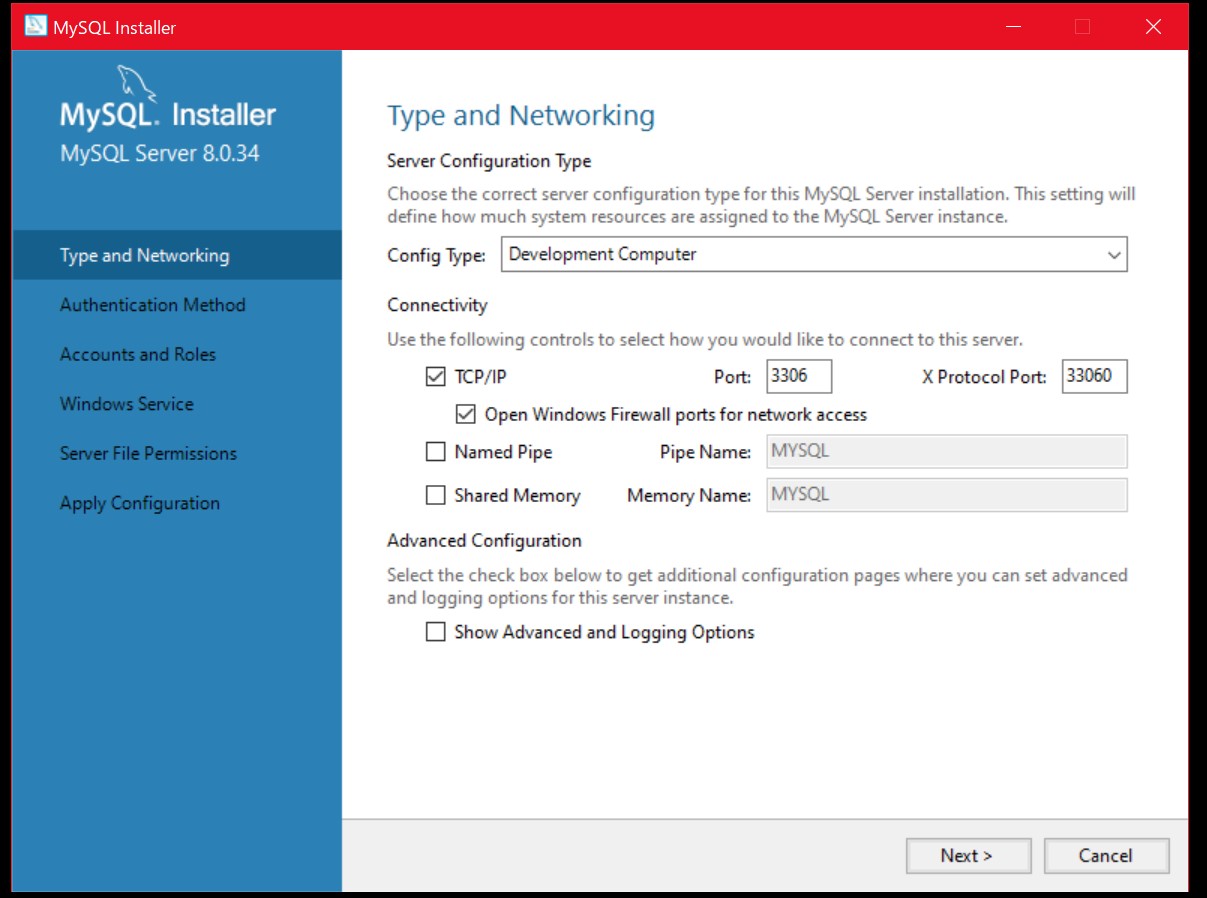 MySQL Installer
MySQL. Installer
MySQL Server 8.0.34
Type and Networking
Authentication Method
Accounts and Roles
Windows Service
Server File Permissions
Apply Configuration
Type and Networking
Server Configuration Type
Choose the correct server configuration type for this MySQL Server installation. This setting will
define how much system resources are assigned to the MySQL Server instance.
Config Type: Development Computer
Connectivity
Use the following controls to select how you would like to connect to this server.
TCP/IP Port: 3306 X Protocol Port: 33060
Open Windows Firewall ports for network access
Named Pipe Pipe Name: MYSQL
Shared Memory Memory Name: MYSQL
Advanced Configuration
Select the check box below to get additional configuration pages where you can set advanced
and logging options for this server instance.
Show Advanced and Logging Options
Next > Cancel